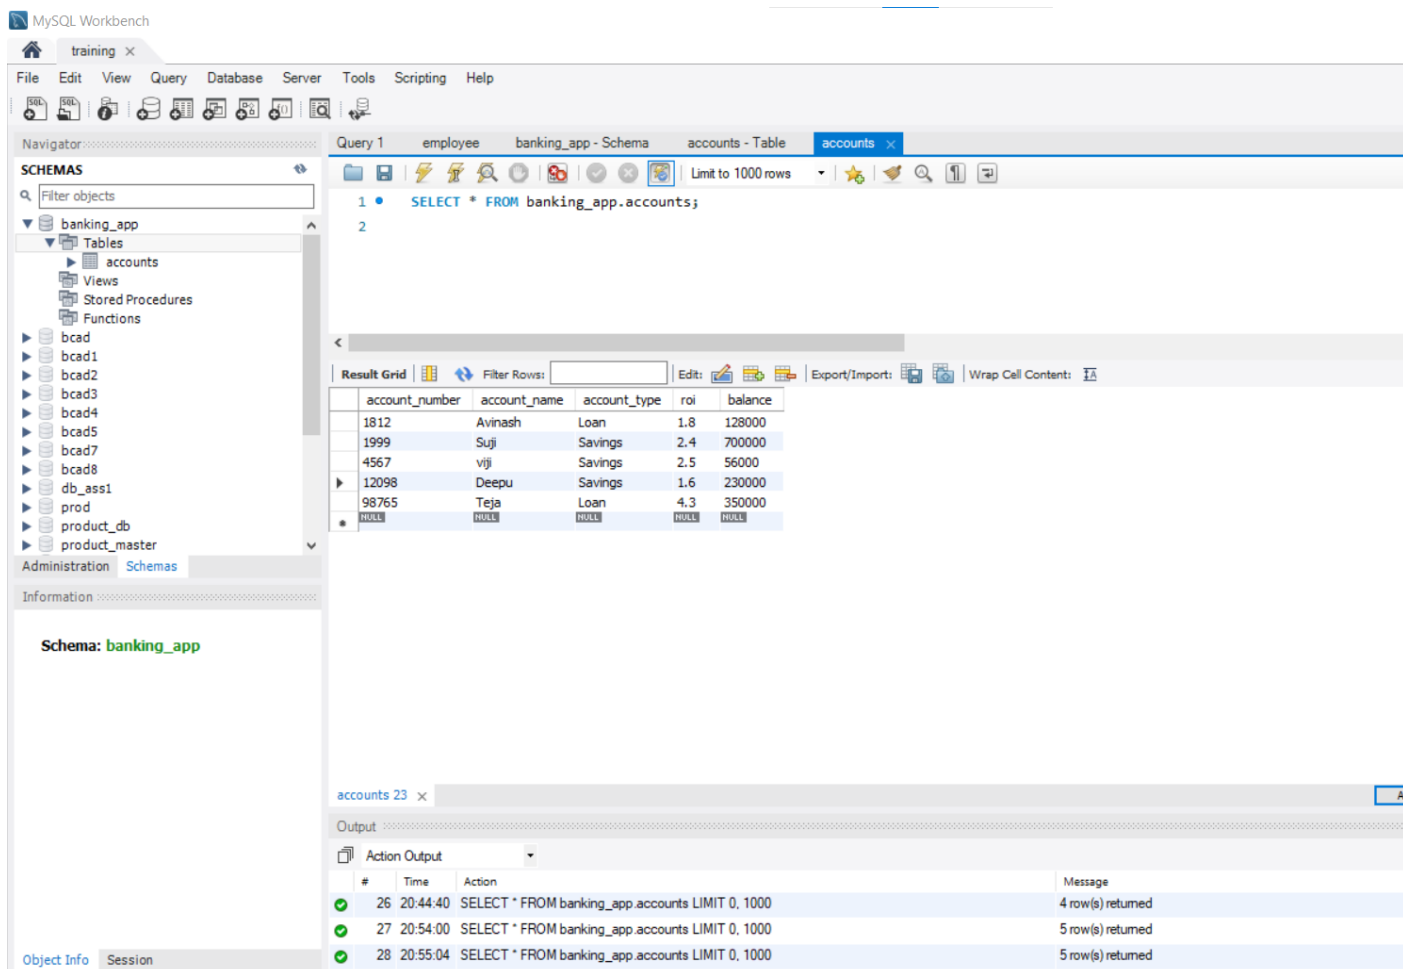 MySQL Workbench
training
File Edit View Query Database Server Tools Scripting Help
Navigator
SCHEMAS
Filter objects
banking_app
Tables
accounts
Views
Stored Procedures
Functions
bcad
bcad1
bcad2
bcad3
bcad4
bcad5
bcad7
bcad8
db_ass1
prod
product_db
product_master
Administration Schemas
Information
Schema: banking_app
Object Info Session
Query 1 employee banking_app - Schema accounts - Table accounts
Limit to 1000 rows
1 SELECT * FROM banking_app.accounts;
2
Result Grid Filter Rows: Edit: Export/Import: Wrap Cell Content:
account_number account_name account_type roi balance
1812 Avinash Loan 1.8 128000
1999 Suji Savings 2.4 700000
4567 viji Savings 2.5 56000
12098 Deepu Savings 1.6 230000
98765 Teja Loan 4.3 350000
NULL NULL NULL NULL NULL
accounts 23
Output
Action Output
# Time Action Message
26 20:44:40 SELECT * FROM banking_app.accounts LIMIT 0, 1000 4 row(s) returned
27 20:54:00 SELECT * FROM banking_app.accounts LIMIT 0, 1000 5 row(s) returned
28 20:55:04 SELECT * FROM banking_app.accounts LIMIT 0, 1000 5 row(s) returned